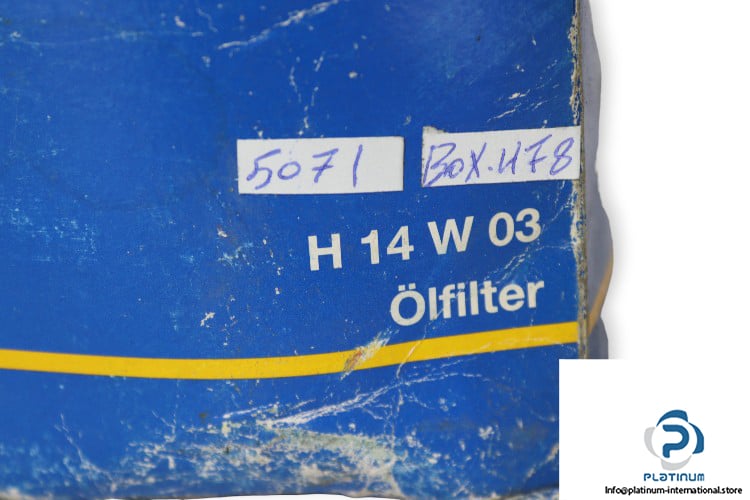 5071 BOX.478
H 14 W 03
Ölfilter
PLATINUM
Info@platinum-international.store